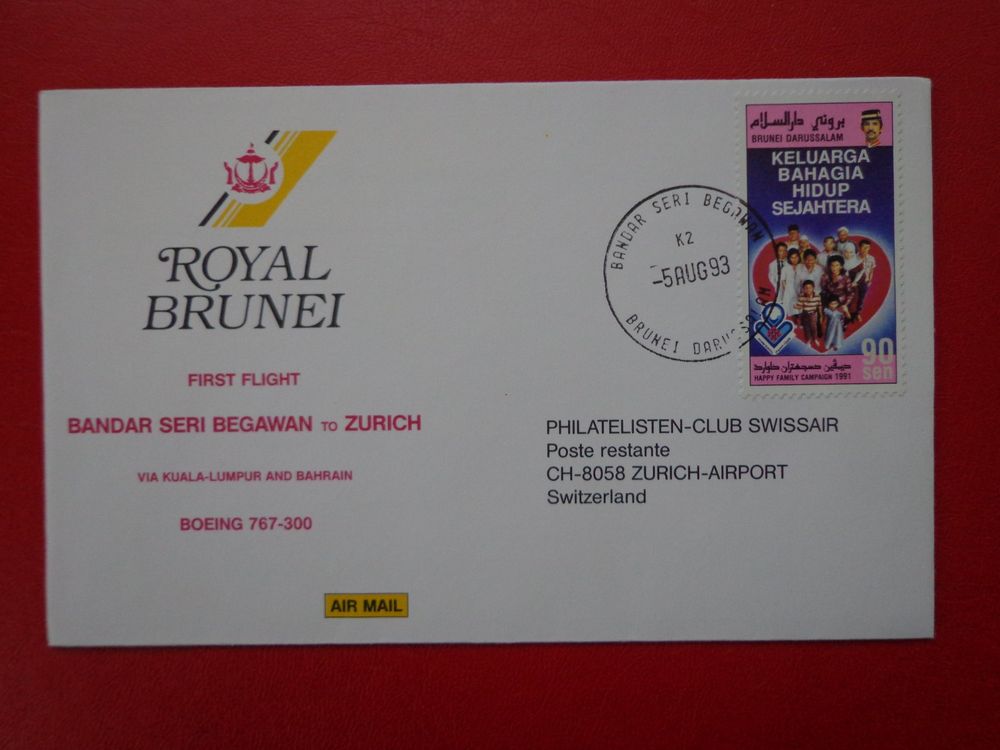 ROYAL
BRUNEI
FIRST FLIGHT
BANDAR SERI BEGAWAN TO ZURICH
VIA KUALA-LUMPUR AND BAHRAIN
BOEING 767-300
AIR MAIL
BANDAR SERI BEGAWAN
K2
-5AUG93
BRUNEI
بروني دارالسلام
BRUNEI DARUSSALAM
KELUARGA
BAHAGIA
HIDUP
SEJAHTERA
90
sen
HAPPY FAMILY CAMPAIGN 1991
PHILATELISTEN-CLUB SWISSAIR
Poste restante
CH-8058 ZURICH-AIRPORT
Switzerland